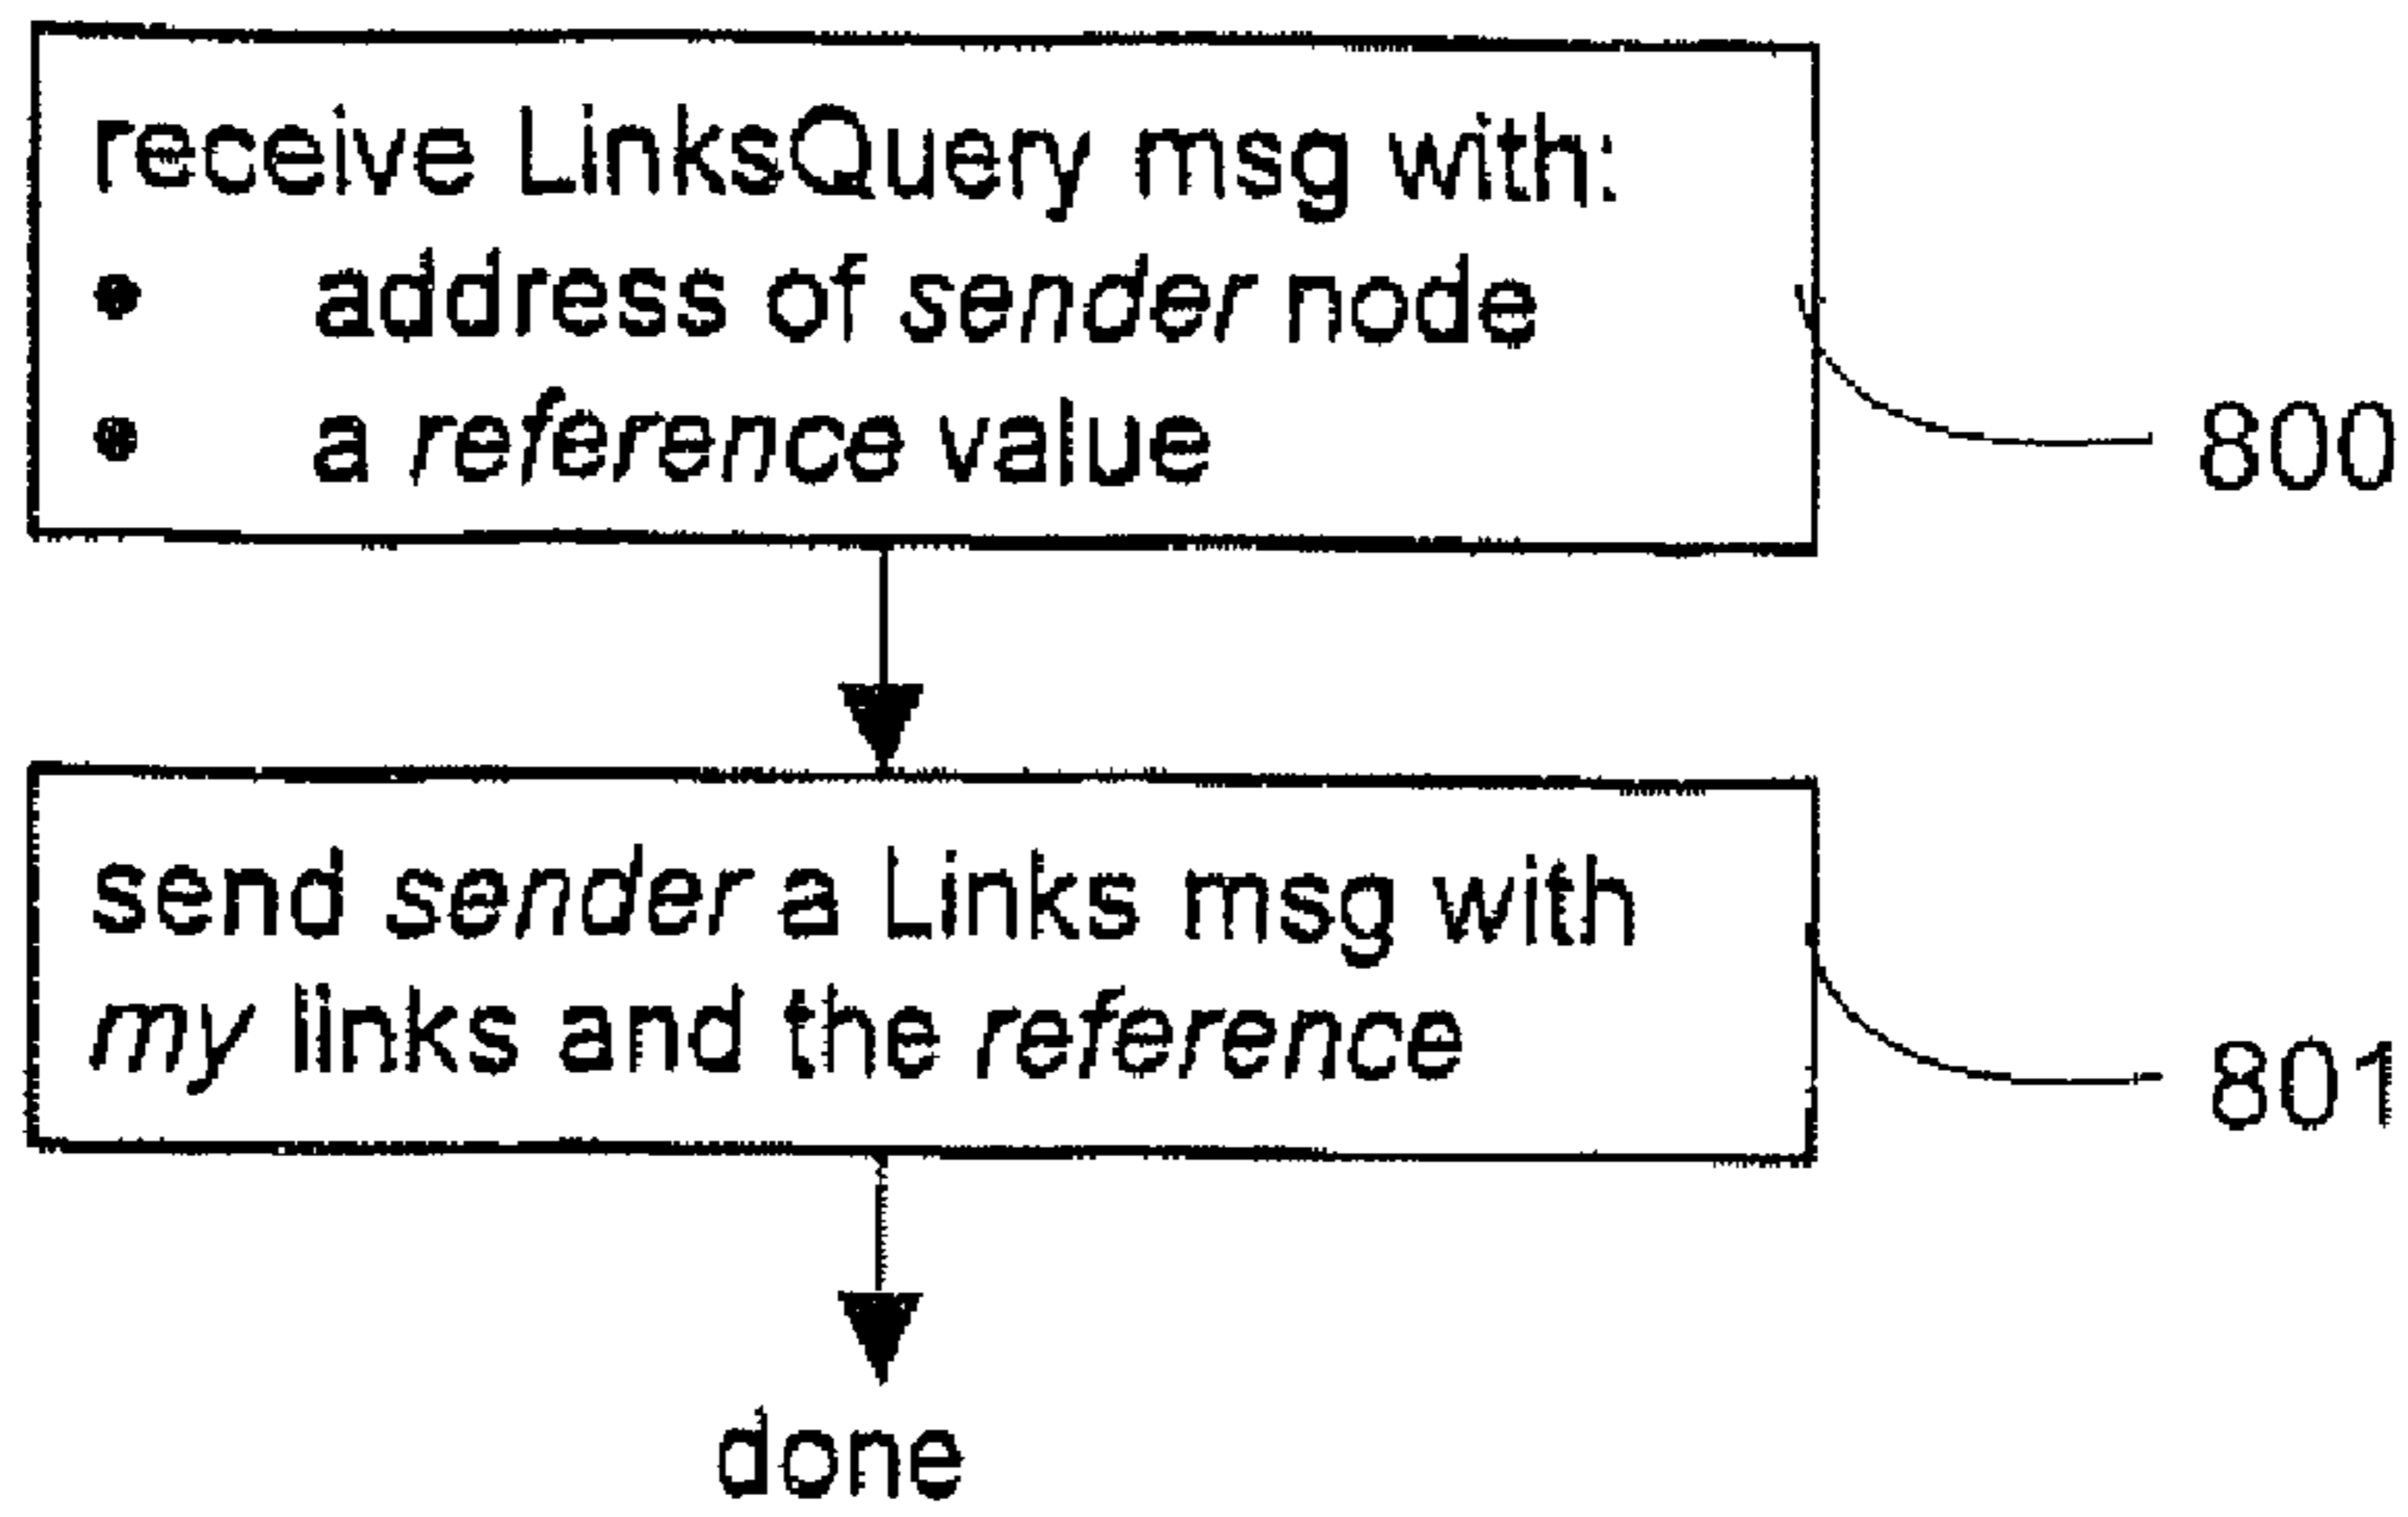 receive LinksQuery msg with:
• address of sender node
• a reference value
800
send sender a Links msg with
my links and the reference
801
done